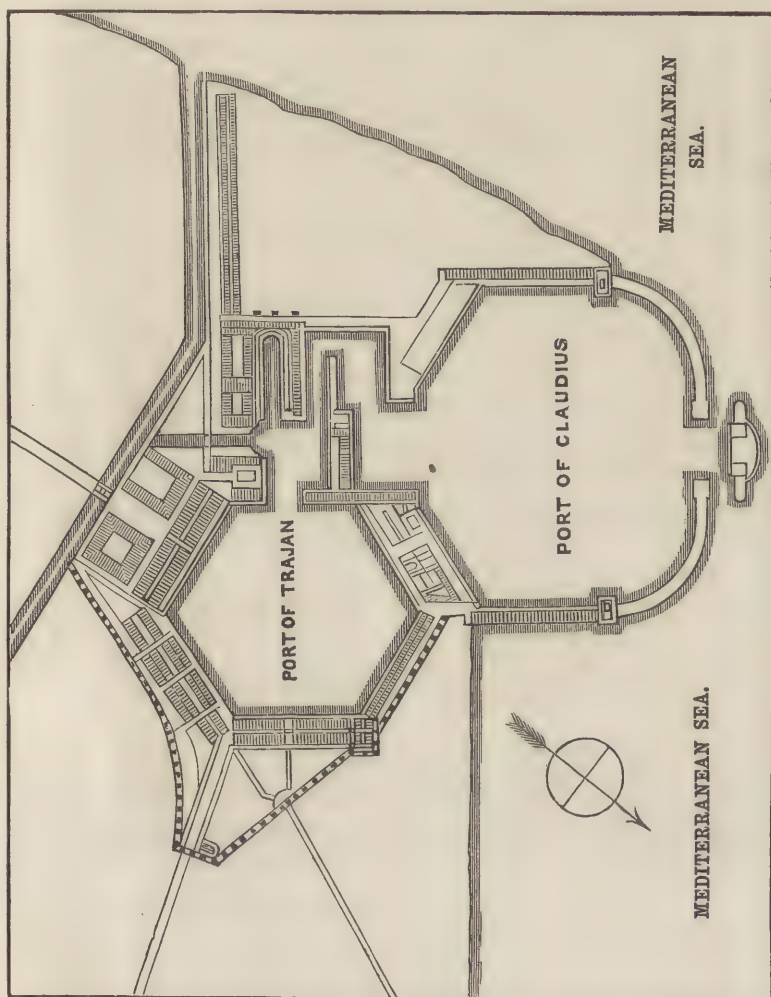 MEDITERRANEAN
SEA.
PORT OF CLAUDIUS
PORT OF TRAJAN
MEDITERRANEAN SEA.